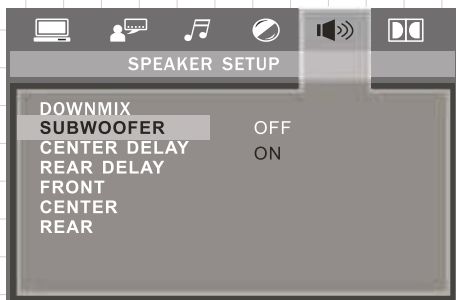 SPEAKER SETUP
DOWNMIX
SUBWOOFER OFF
CENTER DELAY ON
REAR DELAY
FRONT
CENTER
REAR